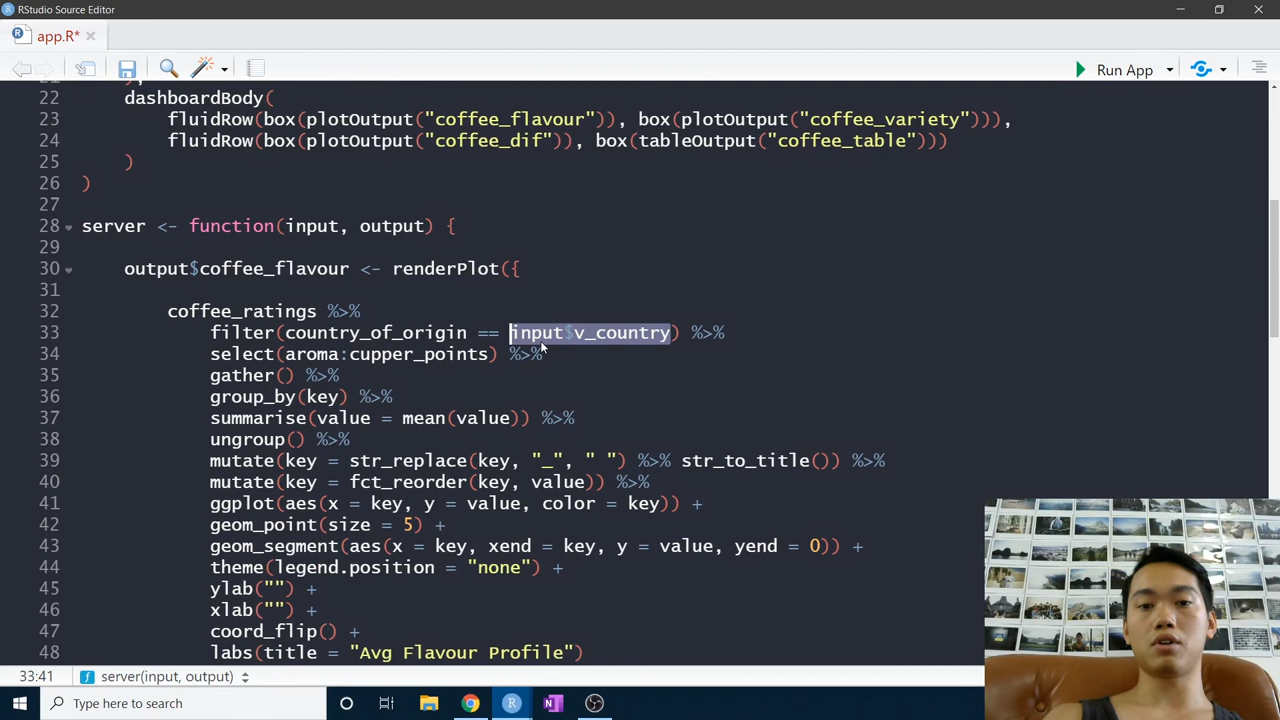 RStudio Source Editor
app.R*
Run App
22 dashboardBody(
23 fluidRow(box(plotOutput("coffee_flavour")), box(plotOutput("coffee_variety"))),
24 fluidRow(box(plotOutput("coffee_dif")), box(tableOutput("coffee_table")))
25 )
26 )
27
28 server <- function(input, output) {
29
30 output$coffee_flavour <- renderPlot({
31
32 coffee_ratings %>%
33 filter(country_of_origin == input$v_country) %>%
34 select(aroma:cupper_points) %>%
35 gather() %>%
36 group_by(key) %>%
37 summarise(value = mean(value)) %>%
38 ungroup() %>%
39 mutate(key = str_replace(key, "_", " ") %>% str_to_title()) %>%
40 mutate(key = fct_reorder(key, value)) %>%
41 ggplot(aes(x = key, y = value, color = key)) +
42 geom_point(size = 5) +
43 geom_segment(aes(x = key, xend = key, y = value, yend = 0)) +
44 theme(legend.position = "none") +
45 ylab("") +
46 xlab("") +
47 coord_flip() +
48 labs(title = "Avg Flavour Profile")
33:41 server(input, output)
Type here to search